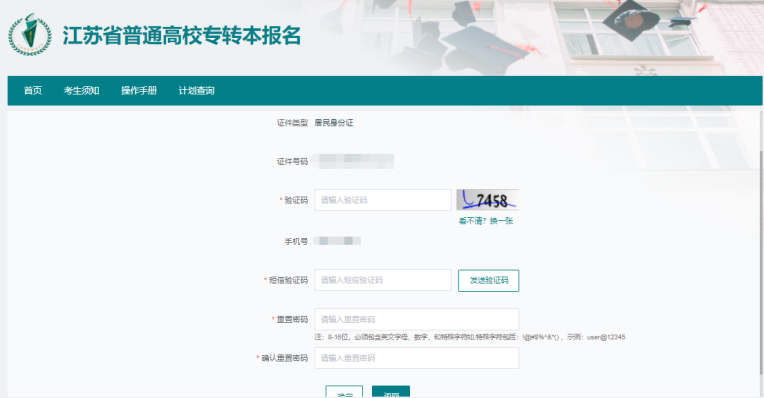 江苏省普通高校专转本报名
首页 考生须知 操作手册 计划查询
证件类型 居民身份证
证件号码
* 验证码 请输入验证码 7458
看不清？换一张
手机号
* 短信验证码 请输入短信验证码 发送验证码
* 重置密码 请输入重置密码
注：8-16位，必须包含英文字母，数字，和特殊字符如.特殊字符包括：!@#$%^&*() ，示例：user@12345
* 确认重置密码 请输入重置密码
确定 返回